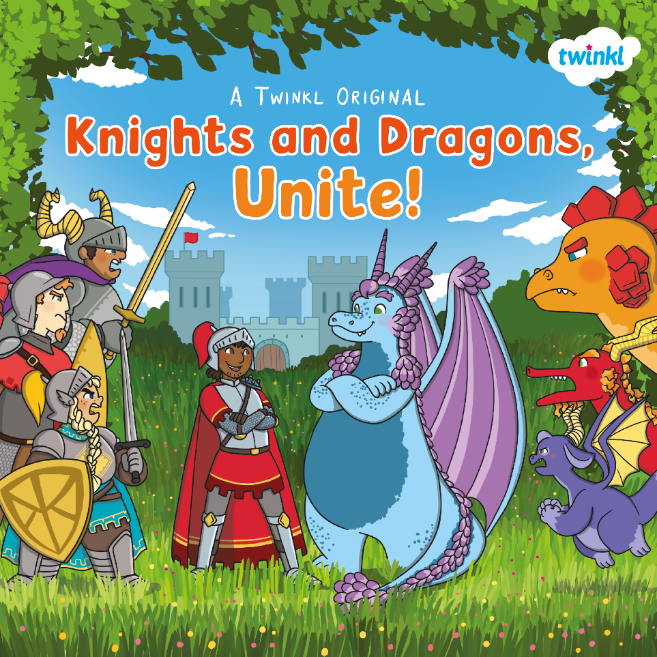 twinkl
A Twinkl Original
Knights and Dragons,
Unite!